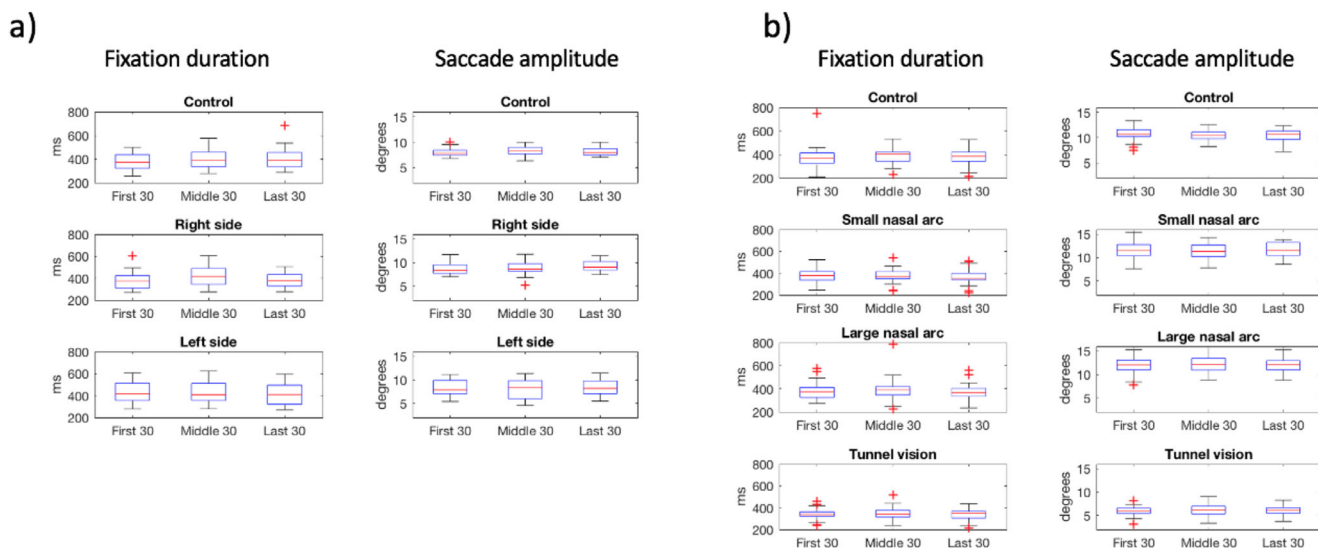 a)
Fixation duration
Saccade amplitude
Control
800
600
400
200
ms
First 30 Middle 30 Last 30
Control
15
10
5
degrees
First 30 Middle 30 Last 30
Right side
800
600
400
200
ms
First 30 Middle 30 Last 30
Right side
15
10
5
degrees
First 30 Middle 30 Last 30
Left side
800
600
400
200
ms
First 30 Middle 30 Last 30
Left side
15
10
5
degrees
First 30 Middle 30 Last 30
b)
Fixation duration
Saccade amplitude
Control
800
600
400
200
ms
First 30 Middle 30 Last 30
Control
15
10
5
degrees
First 30 Middle 30 Last 30
Small nasal arc
800
600
400
200
ms
First 30 Middle 30 Last 30
Small nasal arc
15
10
5
degrees
First 30 Middle 30 Last 30
Large nasal arc
800
600
400
200
ms
First 30 Middle 30 Last 30
Large nasal arc
15
10
5
degrees
First 30 Middle 30 Last 30
Tunnel vision
800
600
400
200
ms
First 30 Middle 30 Last 30
Tunnel vision
15
10
5
degrees
First 30 Middle 30 Last 30